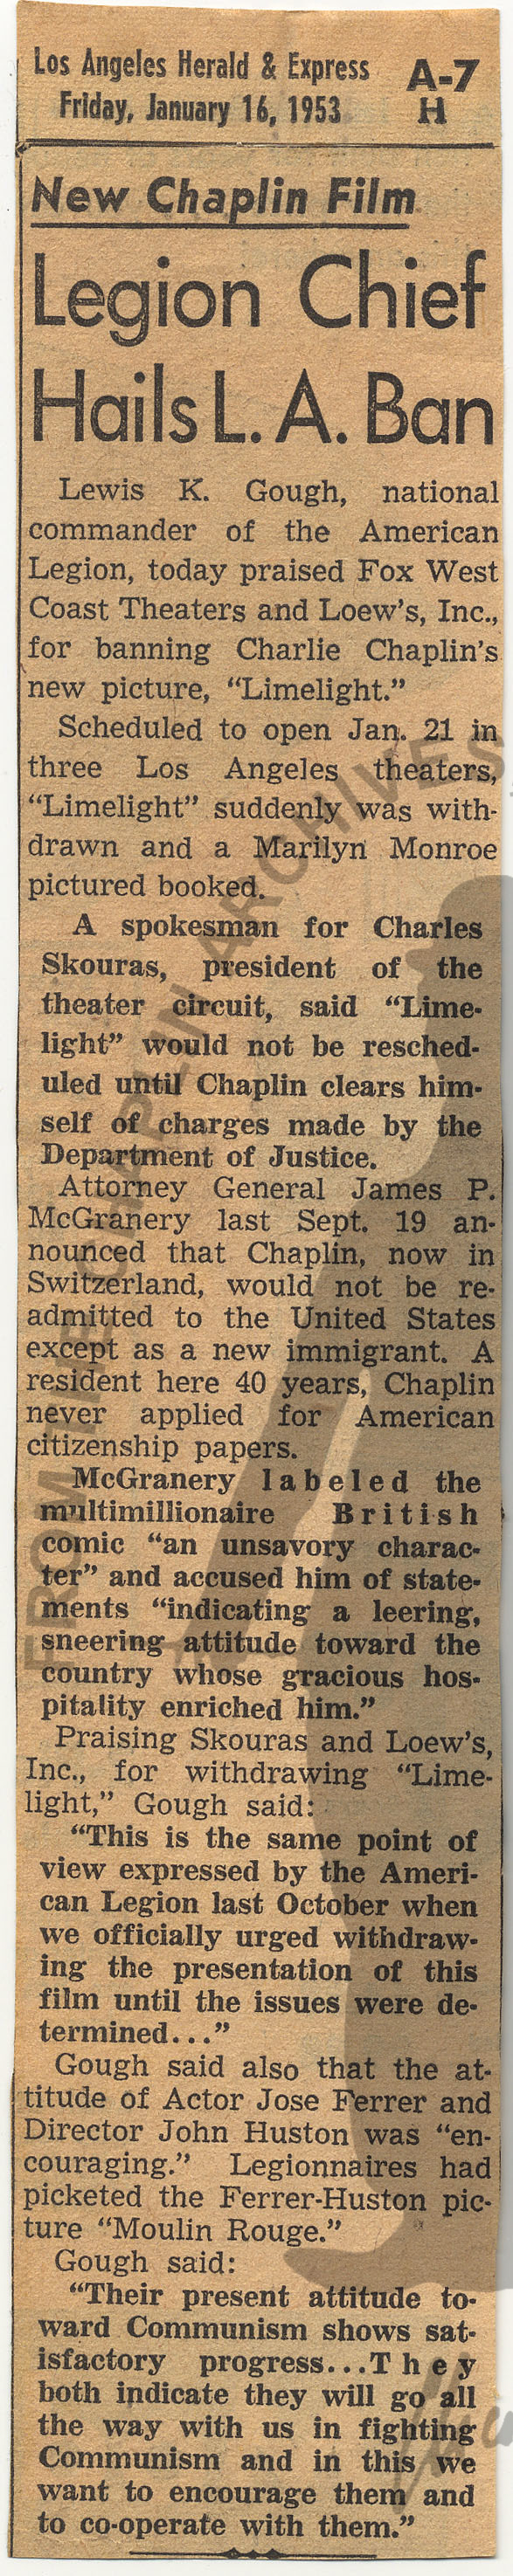 Los Angeles Herald & Express A-7
Friday, January 16, 1953 H
New Chaplin Film
Legion Chief
Hails L. A. Ban
Lewis K. Gough, national
commander of the American
Legion, today praised Fox West
Coast Theaters and Loew's, Inc.,
for banning Charlie Chaplin's
new picture, “Limelight.”
Scheduled to open Jan. 21 in
three Los Angeles theaters,
“Limelight” suddenly was with-
drawn and a Marilyn Monroe
pictured booked.
A spokesman for Charles
Skouras, president of the
theater circuit, said “Lime-
light” would not be resched-
uled until Chaplin clears him-
self of charges made by the
Department of Justice.
Attorney General James P.
McGranery last Sept. 19 an-
nounced that Chaplin, now in
Switzerland, would not be re-
admitted to the United States
except as a new immigrant. A
resident here 40 years, Chaplin
never applied for American
citizenship papers.
McGranery labeled the
multimillionaire British
comic “an unsavory charac-
ter” and accused him of state-
ments “indicating a leering,
sneering attitude toward the
country whose gracious hos-
pitality enriched him.”
Praising Skouras and Loew's,
Inc., for withdrawing “Lime-
light,” Gough said:
“This is the same point of
view expressed by the Ameri-
can Legion last October when
we officially urged withdraw-
ing the presentation of this
film until the issues were de-
termined...”
Gough said also that the at-
titude of Actor Jose Ferrer and
Director John Huston was “en-
couraging.” Legionnaires had
picketed the Ferrer-Huston pic-
ture “Moulin Rouge.”
Gough said:
“Their present attitude to-
ward Communism shows sat-
isfactory progress...They
both indicate they will go all
the way with us in fighting
Communism and in this we
want to encourage them and
to co-operate with them.”
FROM THE CHAPLIN ARCHIVES